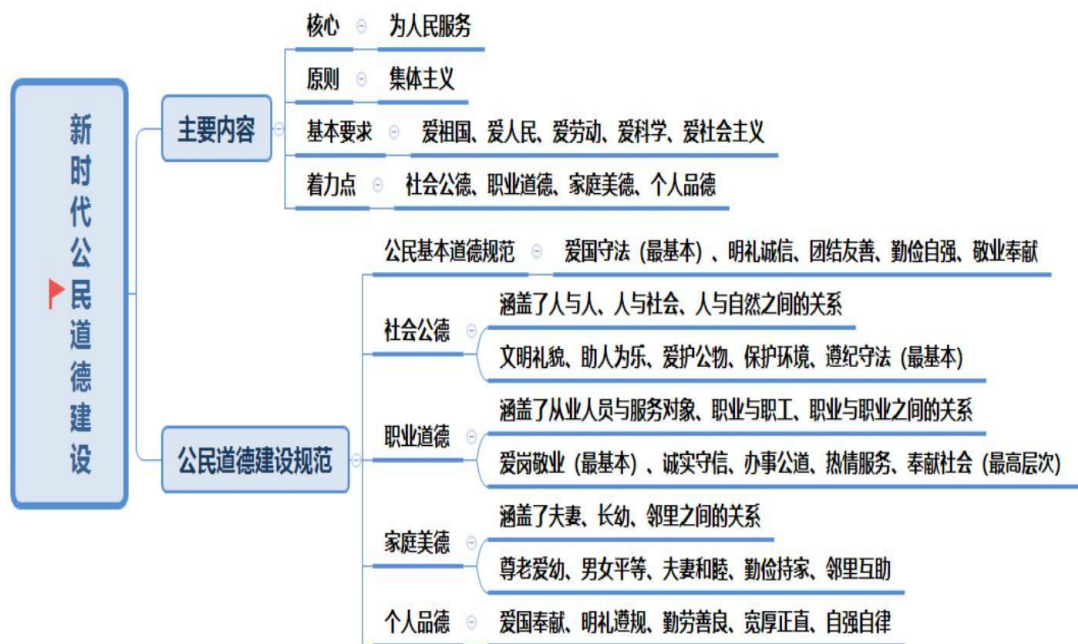 新时代公民道德建设
主要内容
核心 为人民服务
原则 集体主义
基本要求 爱祖国、爱人民、爱劳动、爱科学、爱社会主义
着力点 社会公德、职业道德、家庭美德、个人品德
公民道德建设规范
公民基本道德规范 爱国守法（最基本）、明礼诚信、团结友善、勤俭自强、敬业奉献
社会公德
涵盖了人与人、人与社会、人与自然之间的关系
文明礼貌、助人为乐、爱护公物、保护环境、遵纪守法（最基本）
职业道德
涵盖了从业人员与服务对象、职业与职工、职业与职业之间的关系
爱岗敬业（最基本）、诚实守信、办事公道、热情服务、奉献社会（最高层次）
家庭美德
涵盖了夫妻、长幼、邻里之间的关系
尊老爱幼、男女平等、夫妻和睦、勤俭持家、邻里互助
个人品德 爱国奉献、明礼遵规、勤劳善良、宽厚正直、自强自律